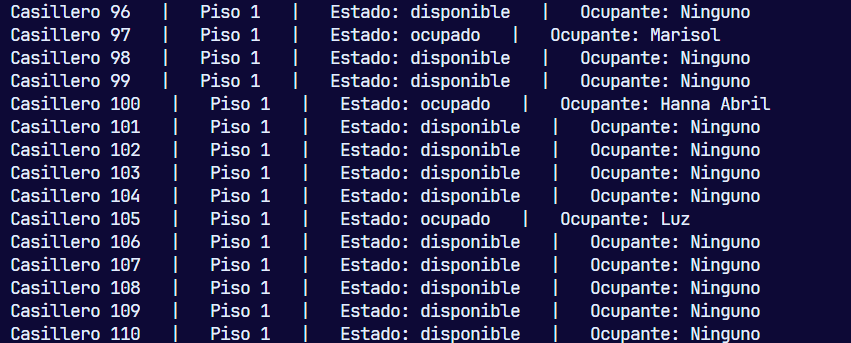 Casillero 96   |   Piso 1   |   Estado: disponible   |   Ocupante: Ninguno
Casillero 97   |   Piso 1   |   Estado: ocupado   |   Ocupante: Marisol
Casillero 98   |   Piso 1   |   Estado: disponible   |   Ocupante: Ninguno
Casillero 99   |   Piso 1   |   Estado: disponible   |   Ocupante: Ninguno
Casillero 100   |   Piso 1   |   Estado: ocupado   |   Ocupante: Hanna Abril
Casillero 101   |   Piso 1   |   Estado: disponible   |   Ocupante: Ninguno
Casillero 102   |   Piso 1   |   Estado: disponible   |   Ocupante: Ninguno
Casillero 103   |   Piso 1   |   Estado: disponible   |   Ocupante: Ninguno
Casillero 104   |   Piso 1   |   Estado: disponible   |   Ocupante: Ninguno
Casillero 105   |   Piso 1   |   Estado: ocupado   |   Ocupante: Luz
Casillero 106   |   Piso 1   |   Estado: disponible   |   Ocupante: Ninguno
Casillero 107   |   Piso 1   |   Estado: disponible   |   Ocupante: Ninguno
Casillero 108   |   Piso 1   |   Estado: disponible   |   Ocupante: Ninguno
Casillero 109   |   Piso 1   |   Estado: disponible   |   Ocupante: Ninguno
Casillero 110   |   Piso 1   |   Estado: disponible   |   Ocupante: Ninguno